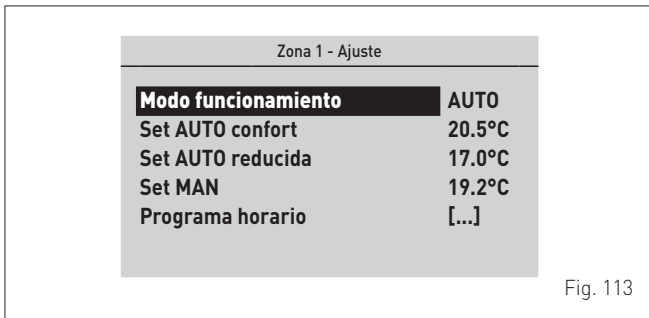 Zona 1 - Ajuste
Modo funcionamiento AUTO
Set AUTO confort 20.5°C
Set AUTO reducida 17.0°C
Set MAN 19.2°C
Programa horario [...]
Fig. 113